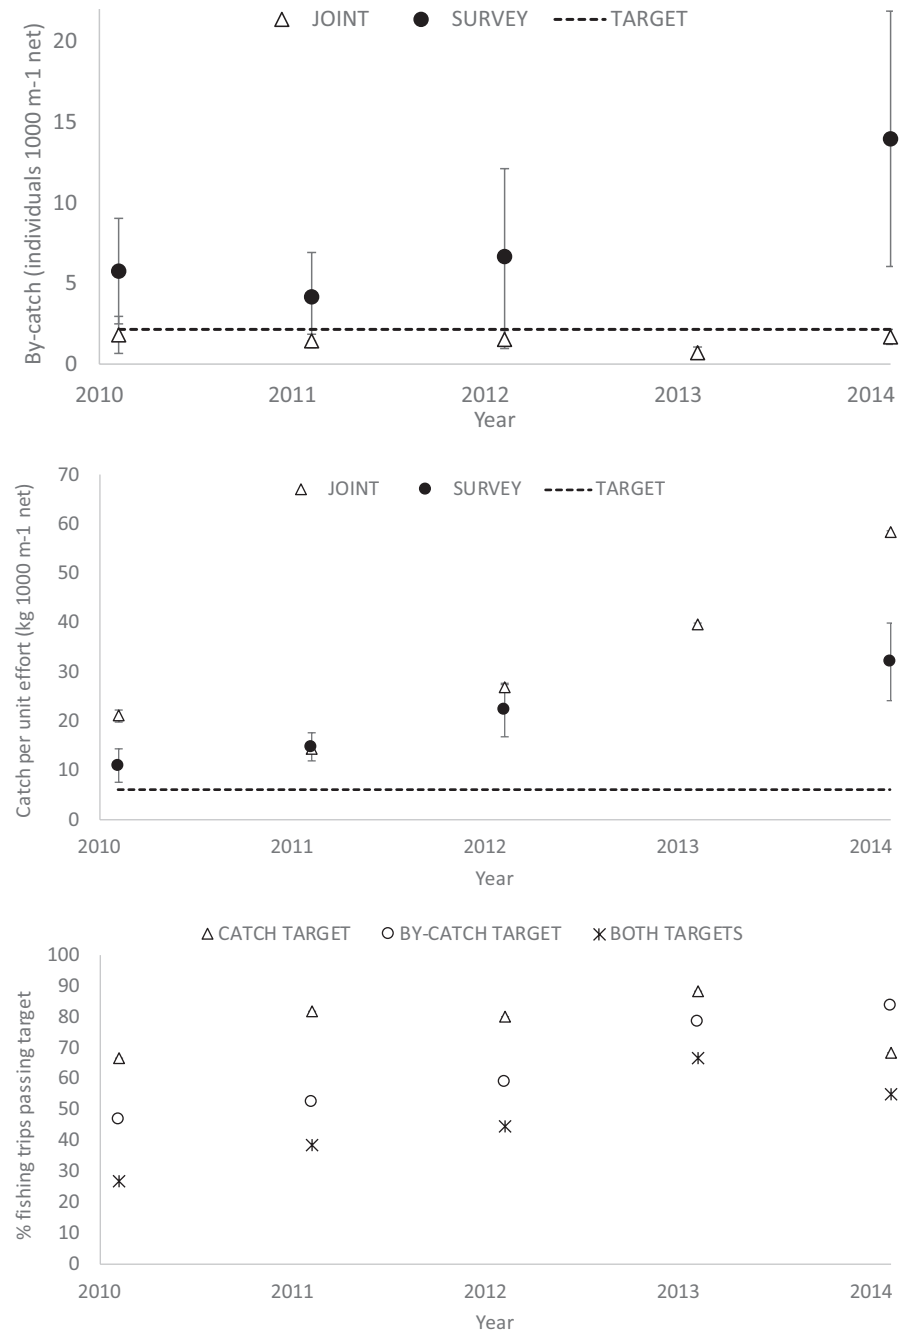 JOINT SURVEY TARGET
By-catch (individuals 1000 m-1 net)
20
15
10
5
0
2010 2011 2012 2013 2014
Year
JOINT SURVEY TARGET
Catch per unit effort (kg 1000 m-1 net)
70
60
50
40
30
20
10
0
2010 2011 2012 2013 2014
Year
CATCH TARGET BY-CATCH TARGET BOTH TARGETS
% fishing trips passing target
100
90
80
70
60
50
40
30
20
10
0
2010 2011 2012 2013 2014
Year